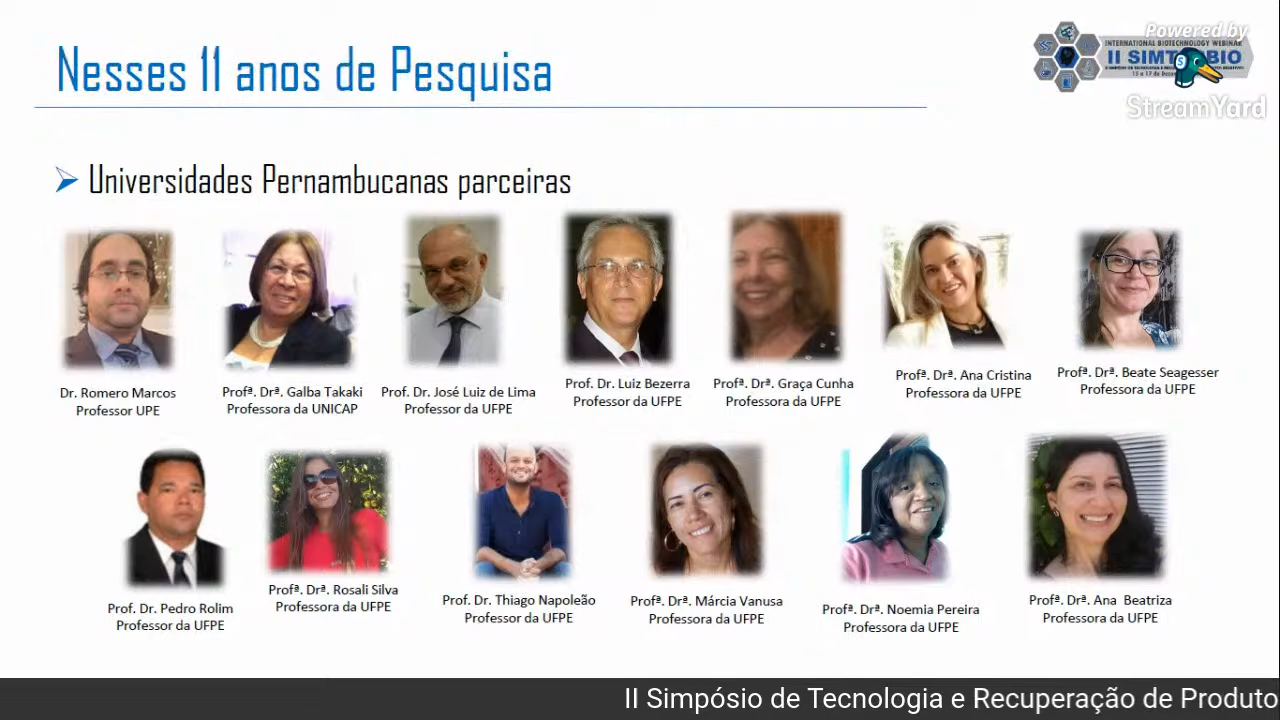 Nesses 11 anos de Pesquisa
Powered by
INTERNATIONAL BIOTECHNOLOGY WEBINAR
StreamYard
Universidades Pernambucanas parceiras
Dr. Romero Marcos
Professor UPE
Profª. Drª. Galba Takaki
Professora da UNICAP
Prof. Dr. José Luiz de Lima
Professor da UFPE
Prof. Dr. Luiz Bezerra
Professor da UFPE
Profª. Drª. Graça Cunha
Professora da UFPE
Profª. Drª. Ana Cristina
Professora da UFPE
Profª. Drª. Beate Seagesser
Professora da UFPE
Prof. Dr. Pedro Rolim
Professor da UFPE
Profª. Drª. Rosali Silva
Professora da UFPE
Prof. Dr. Thiago Napoleão
Professor da UFPE
Profª. Drª. Márcia Vanusa
Professora da UFPE
Profª. Drª. Noemia Pereira
Professora da UFPE
Profª. Drª. Ana Beatriza
Professora da UFPE
II Simpósio de Tecnologia e Recuperação de Produto